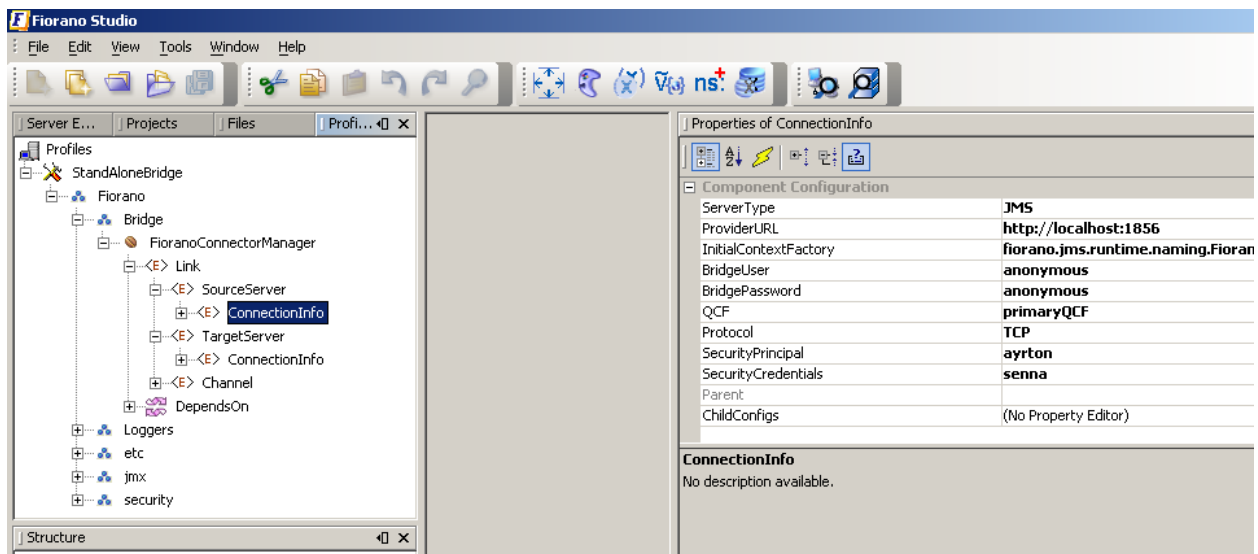 Fiorano Studio
File Edit View Tools Window Help
ns:
Server E... Projects Files Profi...
Profiles
StandAloneBridge
Fiorano
Bridge
FioranoConnectorManager
<E> Link
<E> SourceServer
<E> ConnectionInfo
<E> TargetServer
<E> ConnectionInfo
<E> Channel
DependsOn
Loggers
etc
jmx
security
Structure
Properties of ConnectionInfo
Component Configuration
ServerType JMS
ProviderURL http://localhost:1856
InitialContextFactory fiorano.jms.runtime.naming.Fioran
BridgeUser anonymous
BridgePassword anonymous
QCF primaryQCF
Protocol TCP
SecurityPrincipal ayrton
SecurityCredentials senna
Parent
ChildConfigs (No Property Editor)
ConnectionInfo
No description available.